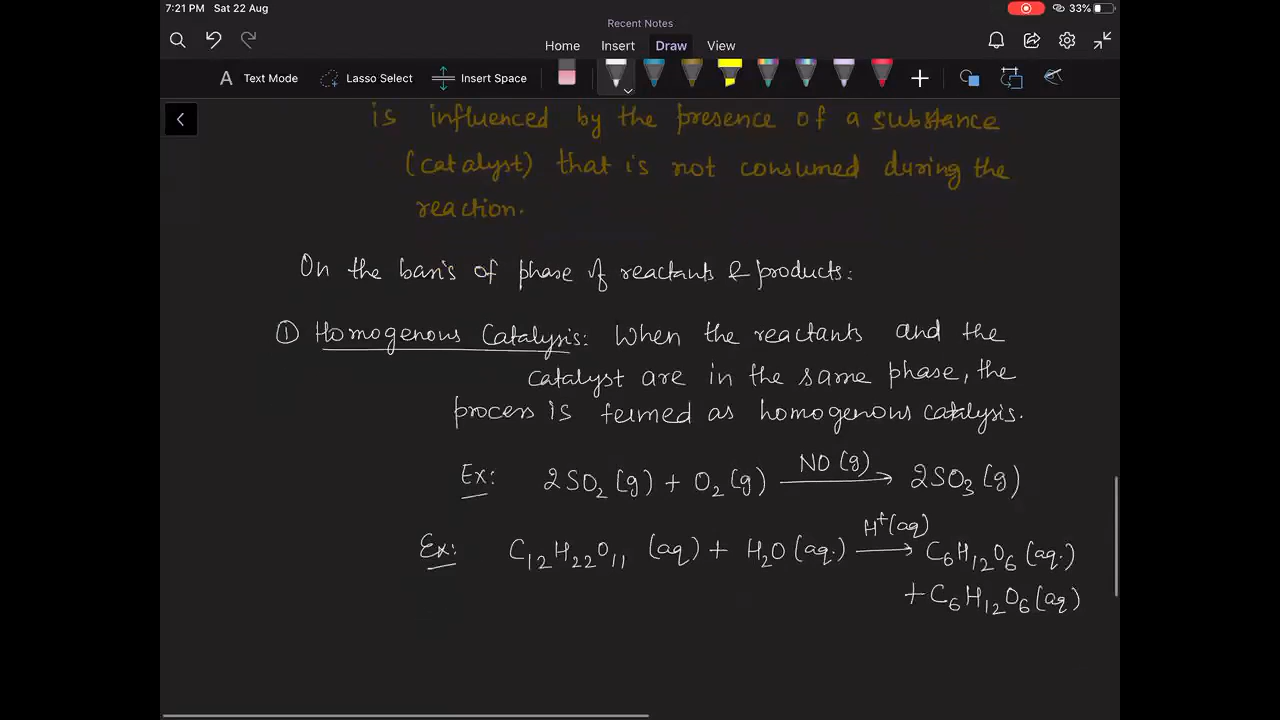 7:21 PM Sat 22 Aug
33%
Recent Notes
Home Insert Draw View
A Text Mode Lasso Select Insert Space
is influenced by the presence of a substance
(catalyst) that is not consumed during the
reaction.
On the basis of phase of reactants & products:
① Homogenous Catalysis: When the reactants and the
catalyst are in the same phase, the
process is termed as homogenous catalysis.
Ex: 2SO₂(g) + O₂(g) NO(g)→ 2SO₃(g)
Ex: C₁₂H₂₂O₁₁ (aq) + H₂O(aq.) H⁺(aq)→ C₆H₁₂O₆(aq.)
+ C₆H₁₂O₆(aq)